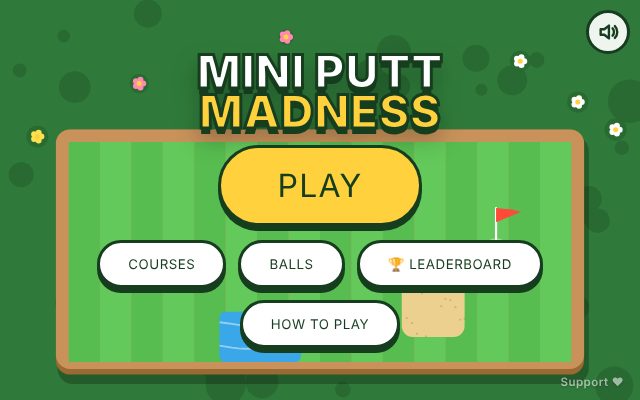 MINI PUTT
MADNESS
PLAY
COURSES
BALLS
🏆 LEADERBOARD
HOW TO PLAY
Support ♥